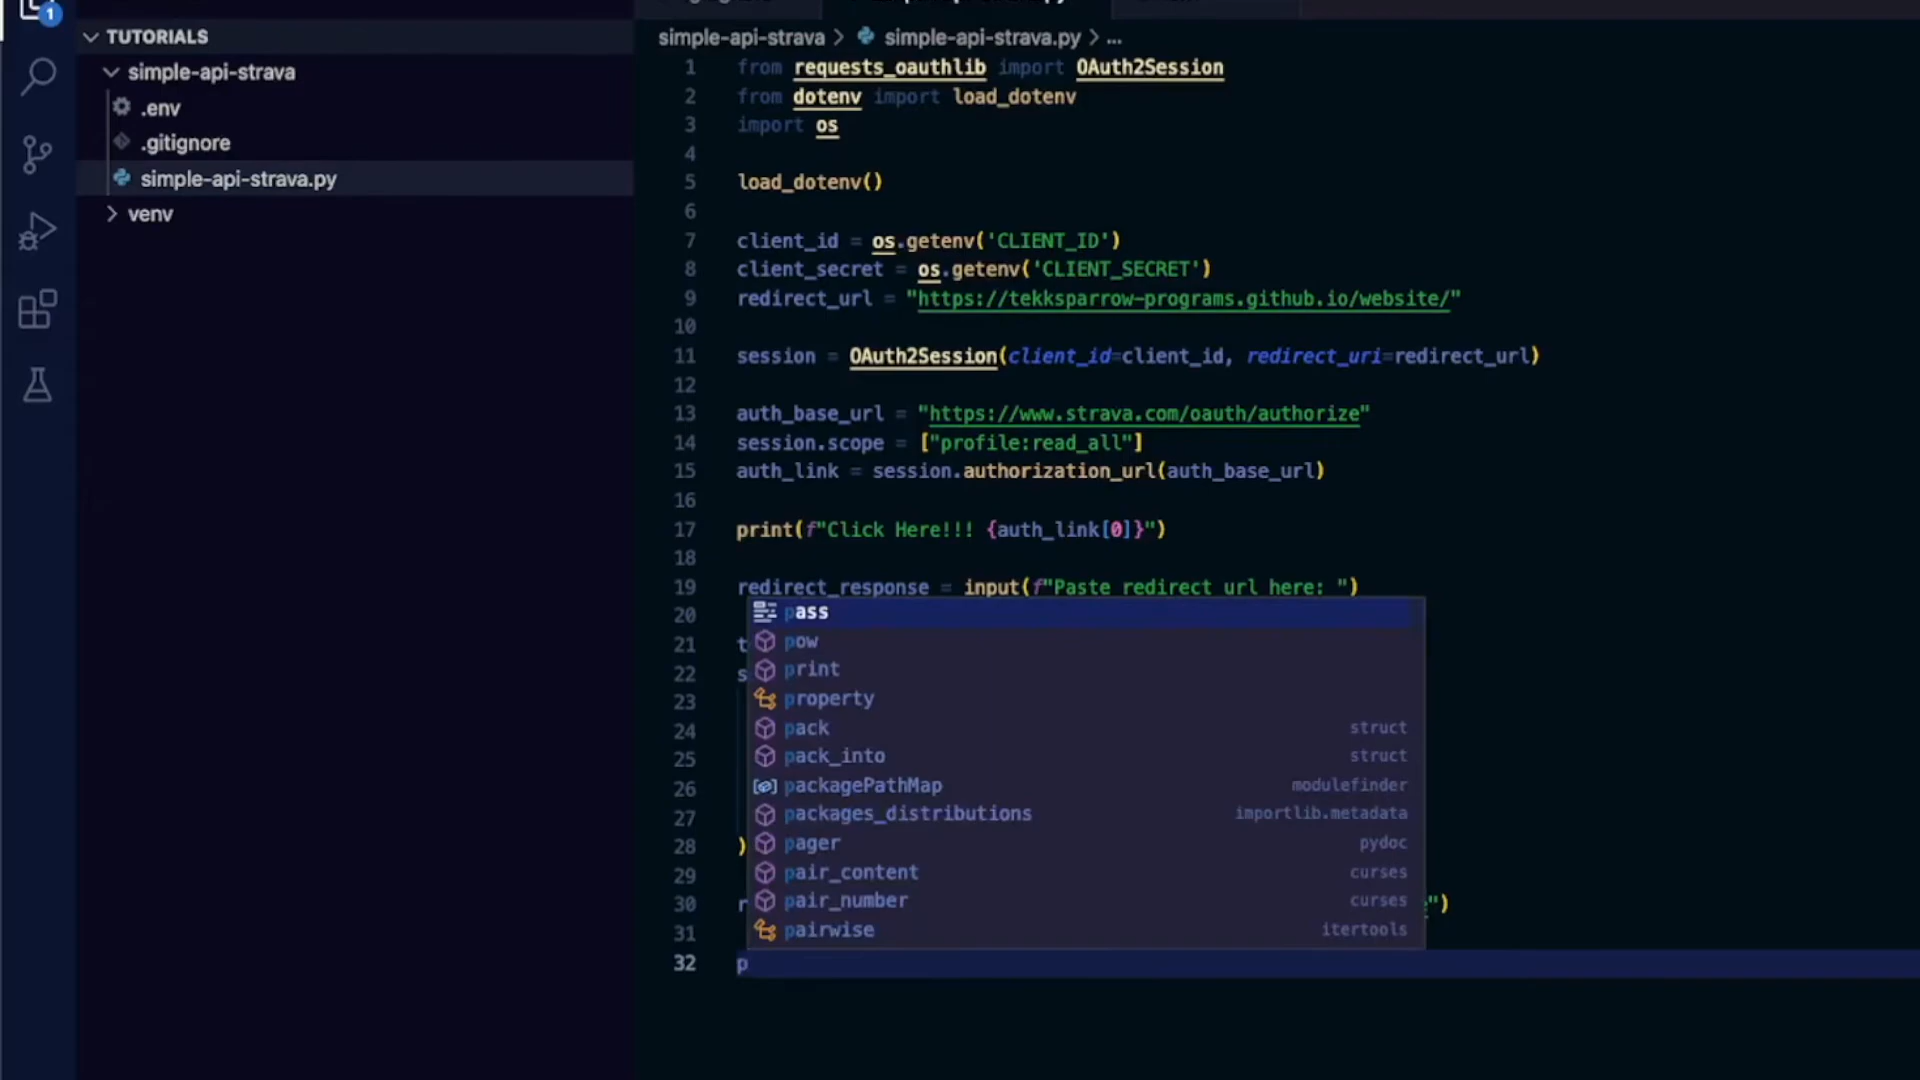 1
TUTORIALS
simple-api-strava
.env
.gitignore
simple-api-strava.py
venv
simple-api-strava > simple-api-strava.py > ...
1 from requests_oauthlib import OAuth2Session
2 from dotenv import load_dotenv
3 import os
4
5 load_dotenv()
6
7 client_id = os.getenv('CLIENT_ID')
8 client_secret = os.getenv('CLIENT_SECRET')
9 redirect_url = "https://tekksparrow-programs.github.io/website/"
10
11 session = OAuth2Session(client_id=client_id, redirect_uri=redirect_url)
12
13 auth_base_url = "https://www.strava.com/oauth/authorize"
14 session.scope = ["profile:read_all"]
15 auth_link = session.authorization_url(auth_base_url)
16
17 print(f"Click Here!!! {auth_link[0]}")
18
19 redirect_response = input(f"Paste redirect url here: ")
20
21 t
22 s
23
24
25
26
27
28 )
29
30 r ")
31
32 p
pass
pow
print
property
pack struct
pack_into struct
packagePathMap modulefinder
packages_distributions importlib.metadata
pager pydoc
pair_content curses
pair_number curses
pairwise itertools